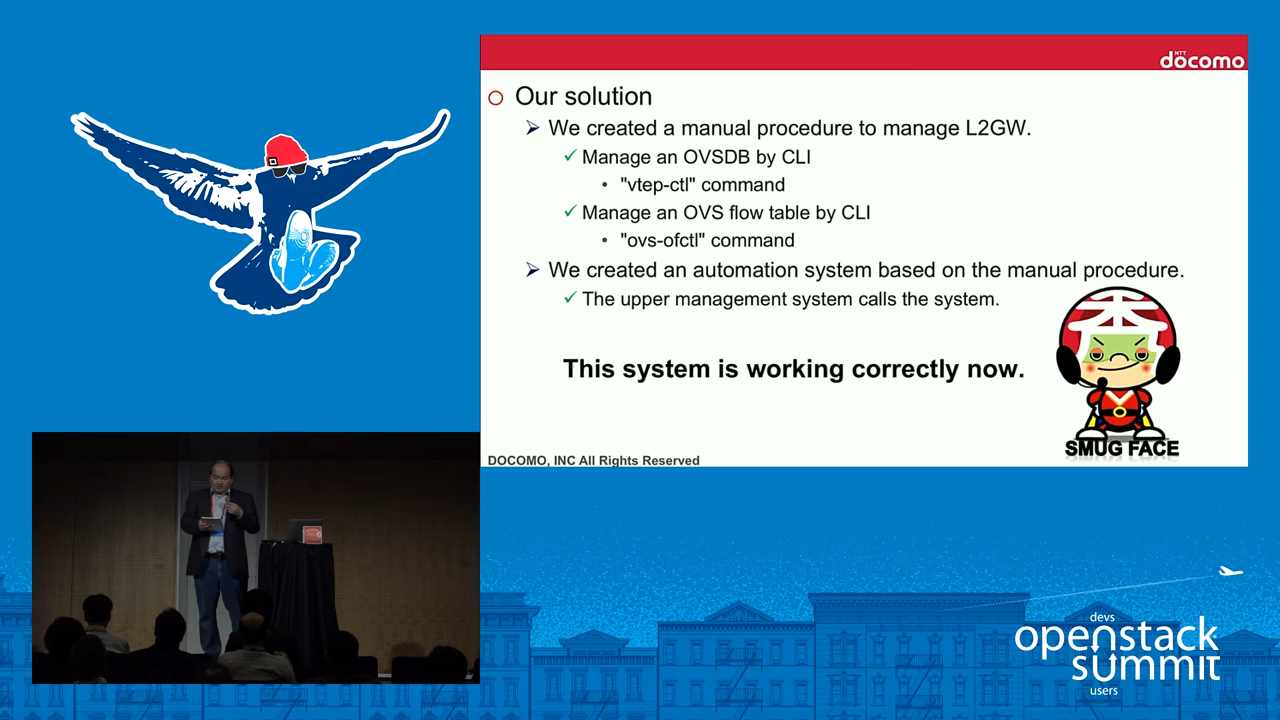 NTT
docomo
Our solution
We created a manual procedure to manage L2GW.
Manage an OVSDB by CLI
"vtep-ctl" command
Manage an OVS flow table by CLI
"ovs-ofctl" command
We created an automation system based on the manual procedure.
The upper management system calls the system.
This system is working correctly now.
SMUG FACE
DOCOMO, INC All Rights Reserved
devs
openstack
summit
users